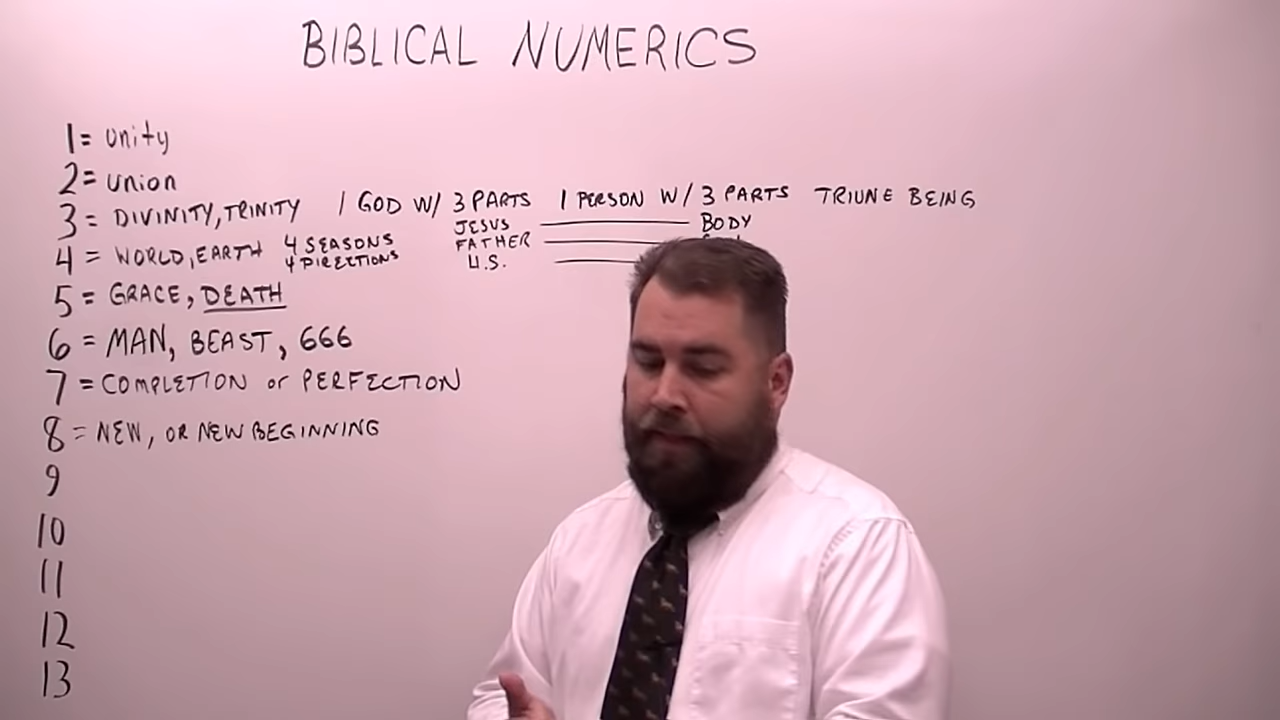 BIBLICAL NUMERICS
1 = unity
2 = union
3 = DIVINITY, TRINITY 1 GOD W/ 3 PARTS 1 PERSON W/ 3 PARTS TRIUNE BEING
JESUS BODY
4 = WORLD, EARTH 4 SEASONS FATHER
4 DIRECTIONS H.S.
5 = GRACE, DEATH
6 = MAN, BEAST, 666
7 = COMPLETION or PERFECTION
8 = NEW, OR NEW BEGINNING
9
10
11
12
13